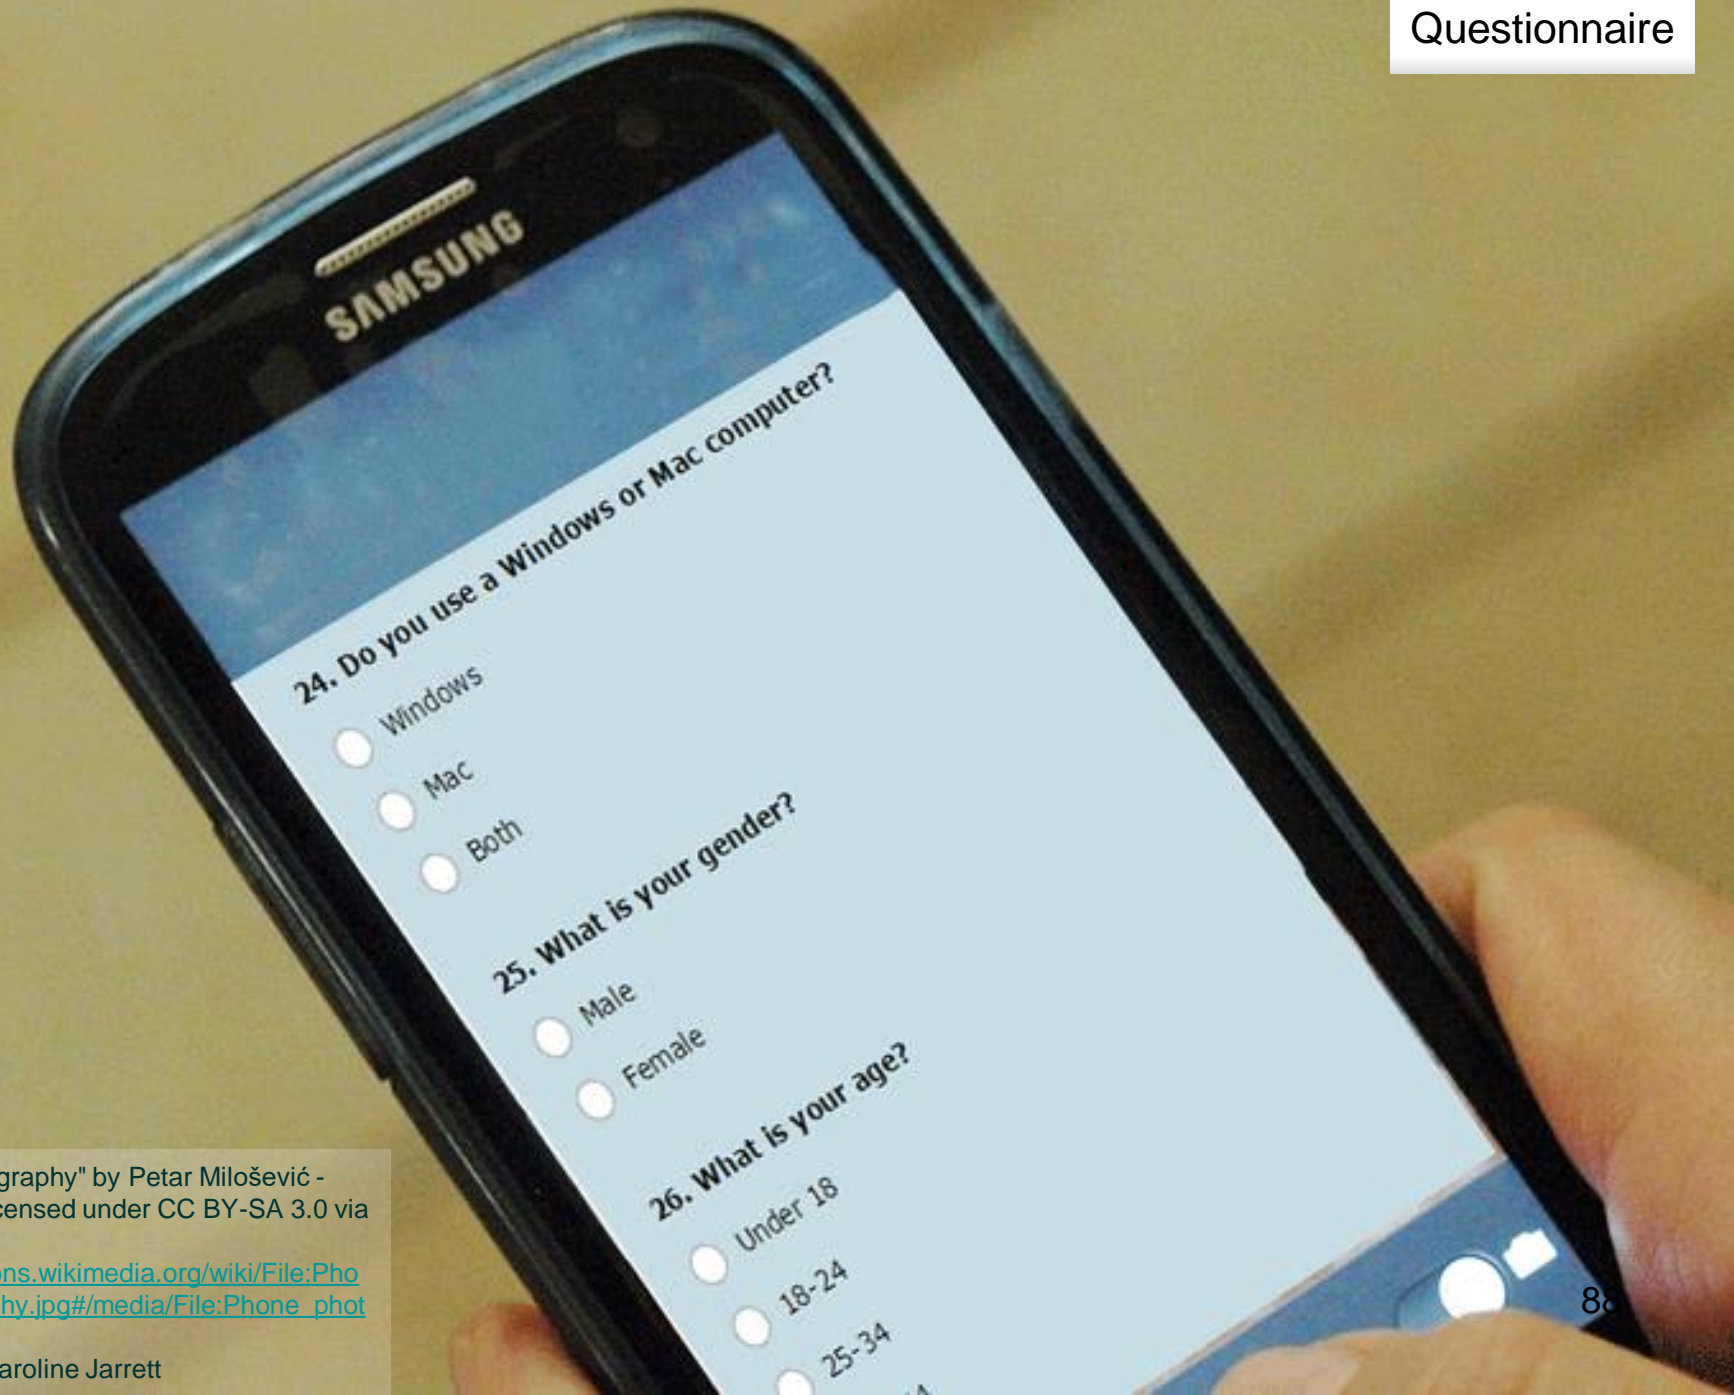 Questionnaire
SAMSUNG
24. Do you use a Windows or Mac computer?
Windows
Mac
Both
25. What is your gender?
Male
Female
26. What is your age?
Under 18
18-24
25-34
graphy" by Petar Milošević -
censed under CC BY-SA 3.0 via
ons.wikimedia.org/wiki/File:Pho
hy.jpg#/media/File:Phone_phot
aroline Jarrett